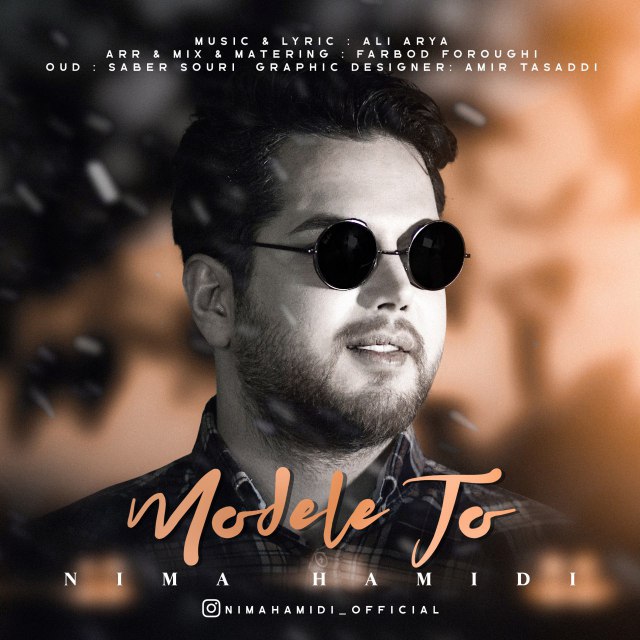 MUSIC & LYRIC : ALI ARYA
ARR & MIX & MATERING : FARBOD FOROUGHI
OUD : SABER SOURI GRAPHIC DESIGNER: AMIR TASADDI
Modele To
NIMA HAMIDI
NIMAHAMIDI_OFFICIAL